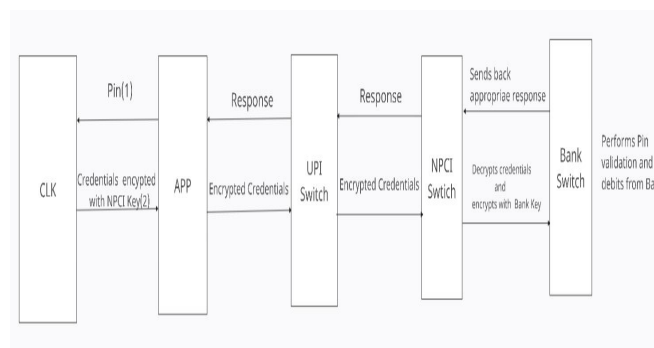 CLK
Pin(1)
Credentials encypted
with NPCI Key(2)
APP
Response
Encrypted Credentials
UPI
Switch
Response
Encrypted Credentials
NPCI
Swtich
Sends back
appropriae response
Decrypts credentials
and
encrypts with Bank Key
Bank
Switch
Performs Pin
validation and
debits from Ba